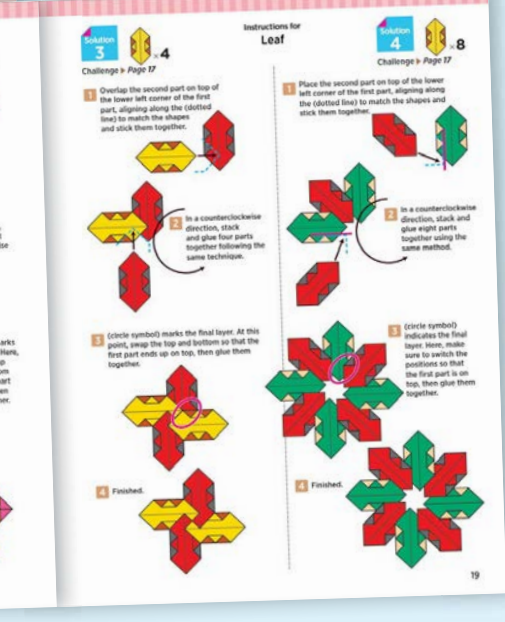 Instructions for
Leaf
Solution
3
×4
Challenge ▶ Page 17
1 Overlap the second part on top of
the lower left corner of the first
part, aligning along the (dotted
line) to match the shapes
and stick them together.
2 In a counterclockwise
direction, stack
and glue four parts
together following the
same technique.
3 (circle symbol) marks the final layer. At this
point, swap the top and bottom so that the
first part ends up on top, then glue them
together.
4 Finished.
Solution
4
×8
Challenge ▶ Page 17
1 Place the second part on top of the lower
left corner of the first part, aligning along
the (dotted line) to match the shapes and
stick them together.
2 In a counterclockwise
direction, stack and
glue eight parts
together using the
same method.
3 (circle symbol)
indicates the final
layer. Here, make
sure to switch the
positions so that
the first part is on
top, then glue them
together.
4 Finished.
19